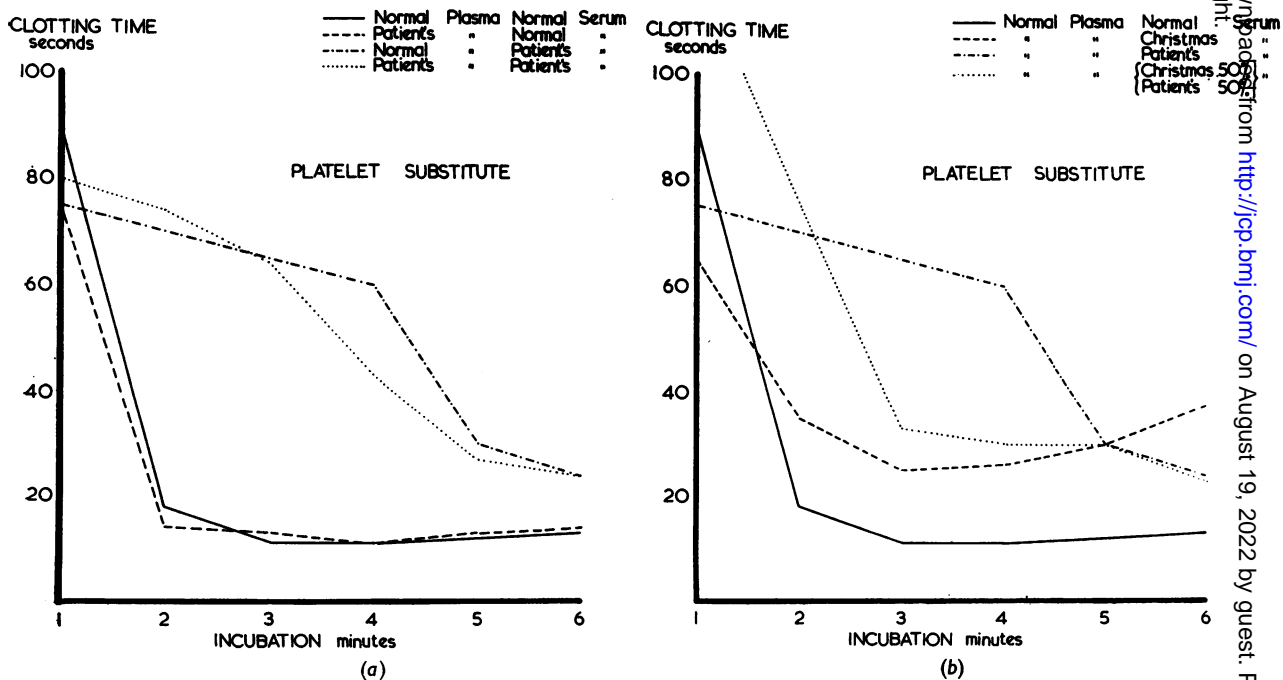 CLOTTING TIME
seconds
Normal Plasma Normal Serum
Patient's " Normal "
Normal " Patient's "
Patient's " Patient's "
100
80
60
40
20
PLATELET SUBSTITUTE
1 2 3 4 5 6
INCUBATION minutes
(a)
CLOTTING TIME
seconds
Normal Plasma Normal Serum
" " Christmas "
" " Patient's "
" " {Christmas 50%} "
{Patient's 50%}
100
80
60
40
20
PLATELET SUBSTITUTE
1 2 3 4 5 6
INCUBATION minutes
(b)
from http://jcp.bmj.com/ on August 19, 2022 by guest.